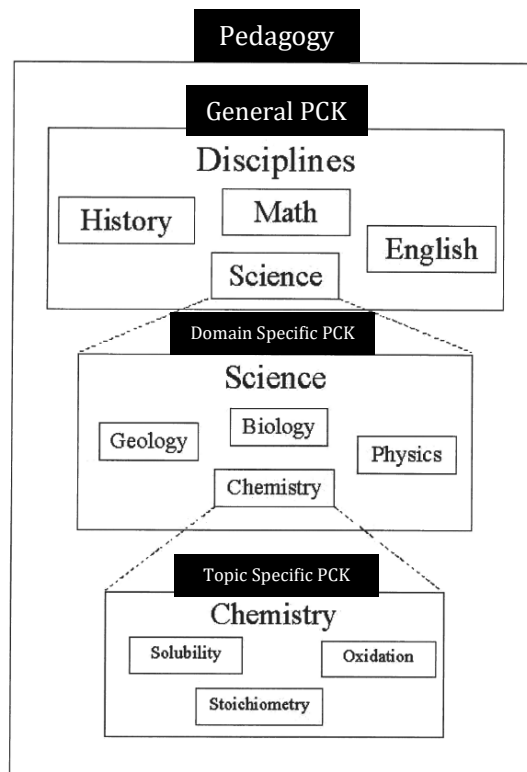 Pedagogy
General PCK
Disciplines
History
Math
English
Science
Domain Specific PCK
Science
Geology
Biology
Physics
Chemistry
Topic Specific PCK
Chemistry
Solubility
Oxidation
Stoichiometry